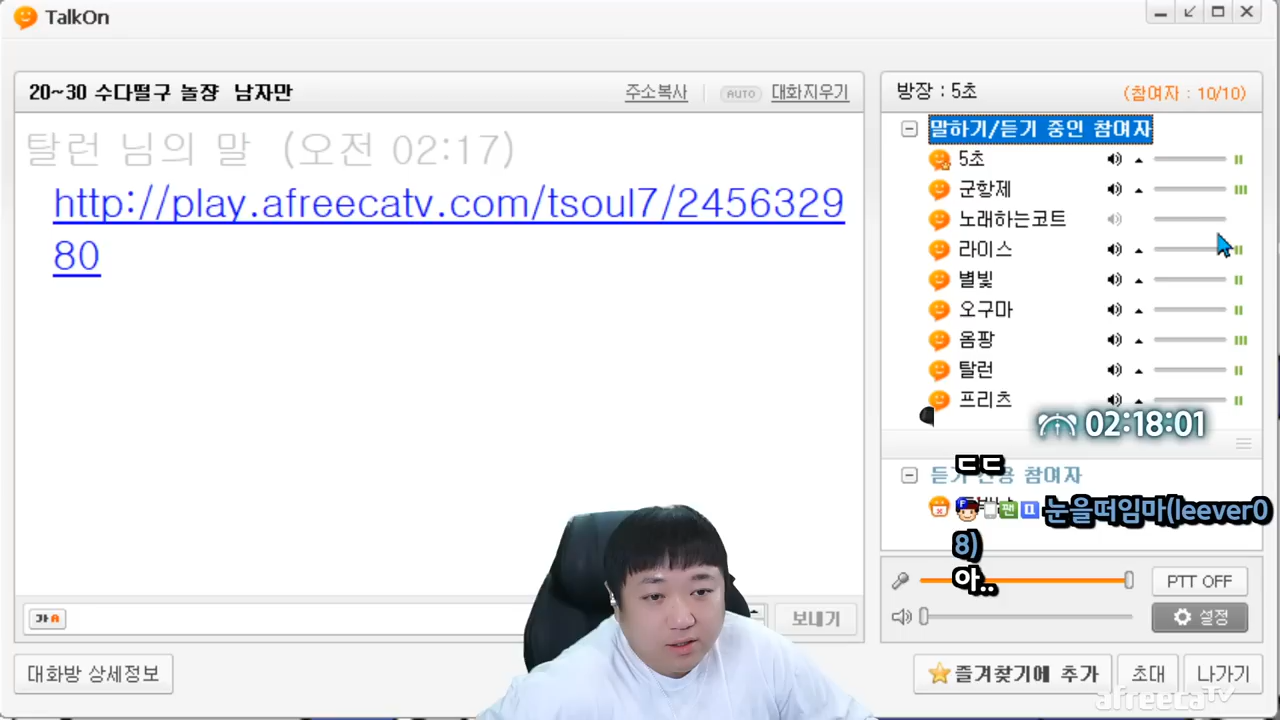 TalkOn
20~30 수다떨구 놀쟝 남자만
주소복사
AUTO
대화지우기
방장 : 5초
(참여자 : 10/10)
탈런 님의 말 (오전 02:17)
http://play.afreecatv.com/tsoul7/2456329
80
말하기/듣기 중인 참여자
5초
군항제
노래하는코트
라이스
별빛
오구마
옴팡
탈런
프리츠
02:18:01
ㄷㄷ
듣기 전용 참여자
팬
눈을떠임마(leever0
8)
아..
PTT OFF
가
보내기
설정
대화방 상세정보
즐겨찾기에 추가
초대
나가기
afreecaTV